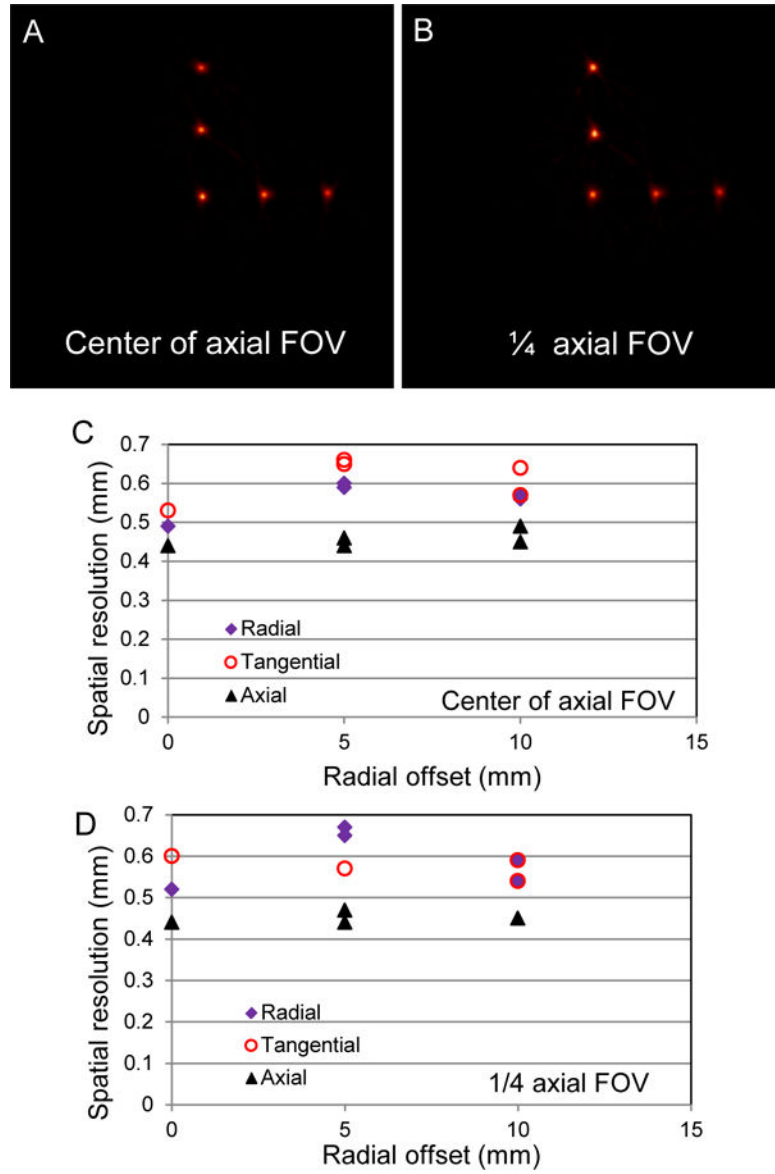 A
Center of axial FOV
B
¼ axial FOV
C
Spatial resolution (mm)
0.7
0.6
0.5
0.4
0.3
0.2
0.1
0
Radial
Tangential
Axial
Center of axial FOV
0
5
10
15
Radial offset (mm)
D
Spatial resolution (mm)
0.7
0.6
0.5
0.4
0.3
0.2
0.1
0
Radial
Tangential
Axial
1/4 axial FOV
0
5
10
15
Radial offset (mm)